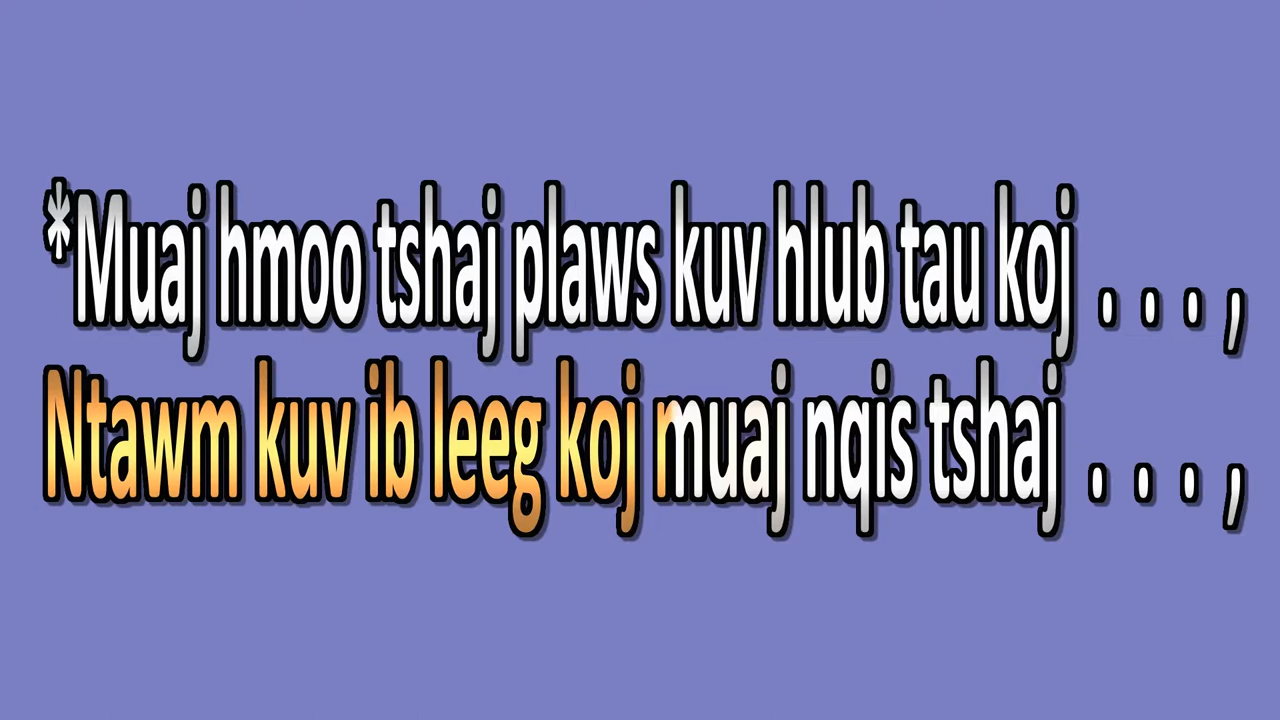 *Muaj hmoo tshaj plaws kuv hlub tau koj . . . ,
Ntawm kuv ib leeg koj muaj nqis tshaj . . . ,